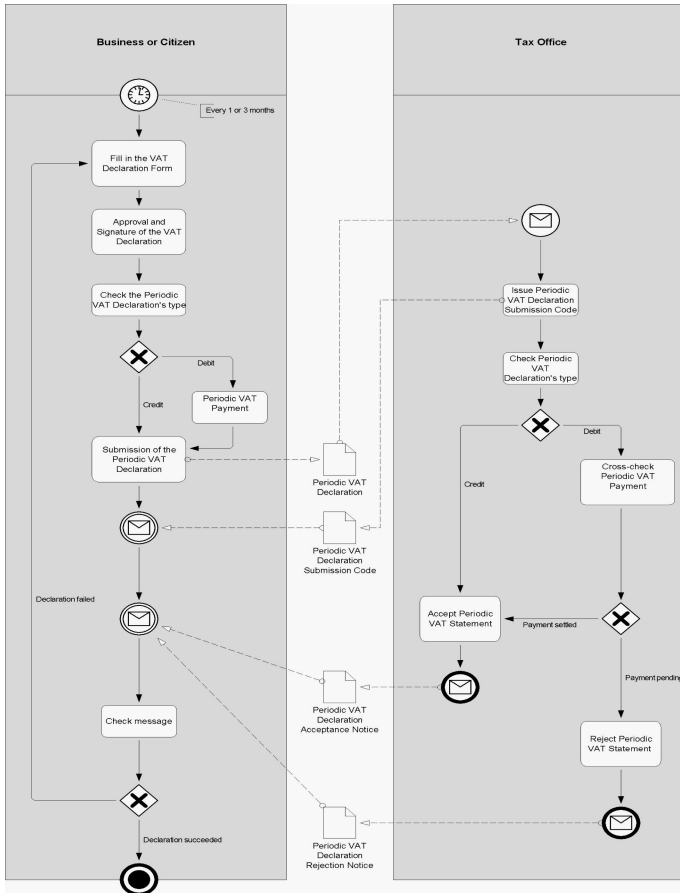 Business or Citizen
Tax Office
Every 1 or 3 months
Fill in the VAT
Declaration Form
Approval and
Signature of the VAT
Declaration
Check the Periodic
VAT Declaration's type
Debit
Credit
Periodic VAT
Payment
Submission of the
Periodic VAT
Declaration
Declaration failed
Check message
Declaration succeeded
Periodic VAT
Declaration
Periodic VAT
Declaration
Submission Code
Periodic VAT
Declaration
Acceptance Notice
Periodic VAT
Declaration
Rejection Notice
Issue Periodic
VAT Declaration
Submission Code
Check Periodic
VAT
Declaration's type
Debit
Credit
Cross-check
Periodic VAT
Payment
Accept Periodic
VAT Statement
Payment settled
Payment pending
Reject Periodic
VAT Statement